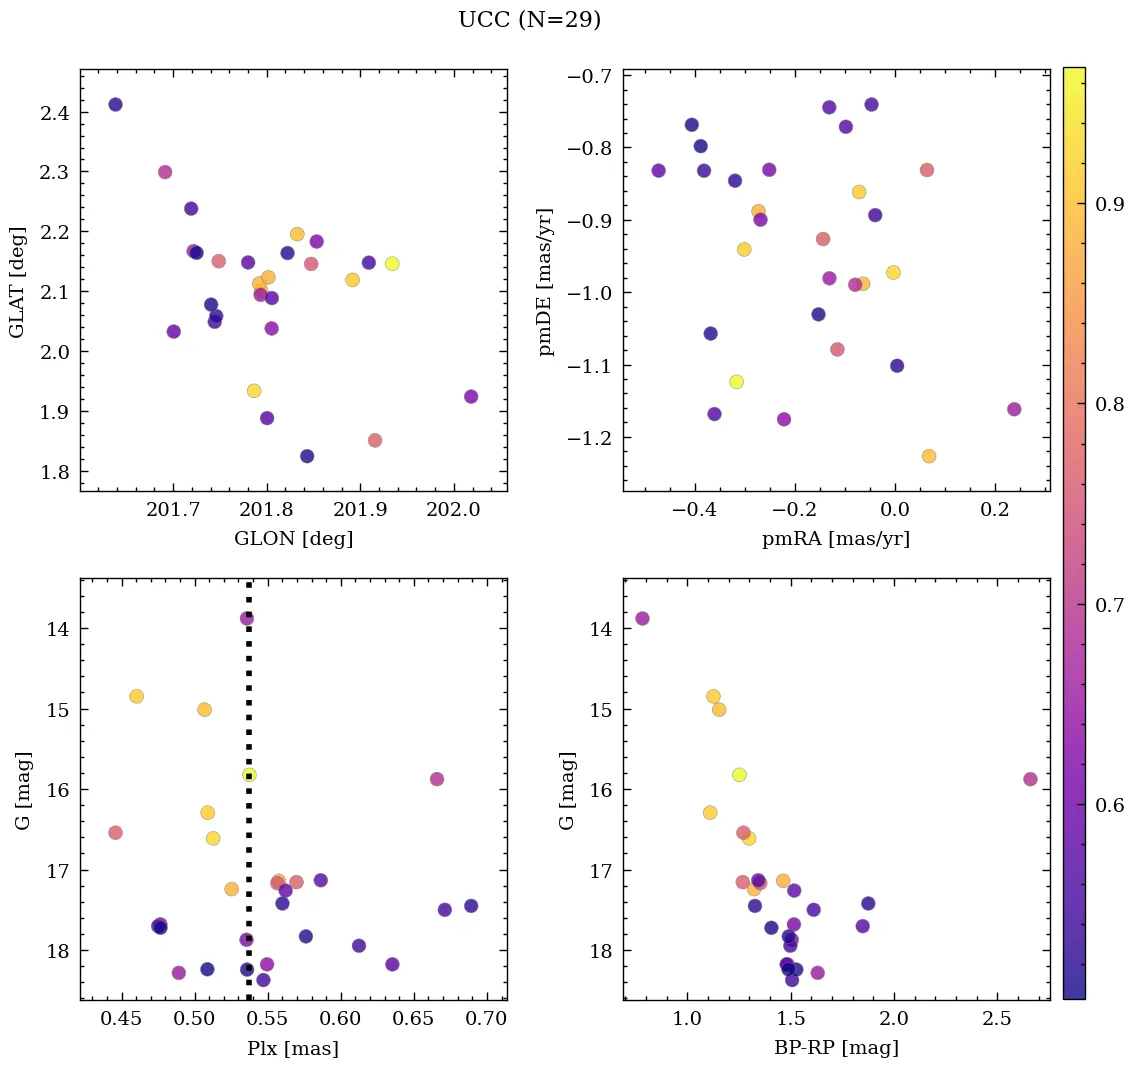 UCC (N=29)
2.4
2.3
2.2
2.1
2.0
1.9
1.8
GLAT [deg]
201.7 201.8 201.9 202.0
GLON [deg]
−0.7
−0.8
−0.9
−1.0
−1.1
−1.2
pmDE [mas/yr]
−0.4 −0.2 0.0 0.2
pmRA [mas/yr]
14
15
16
17
18
G [mag]
0.45 0.50 0.55 0.60 0.65 0.70
Plx [mas]
14
15
16
17
18
G [mag]
1.0 1.5 2.0 2.5
BP-RP [mag]
0.9
0.8
0.7
0.6